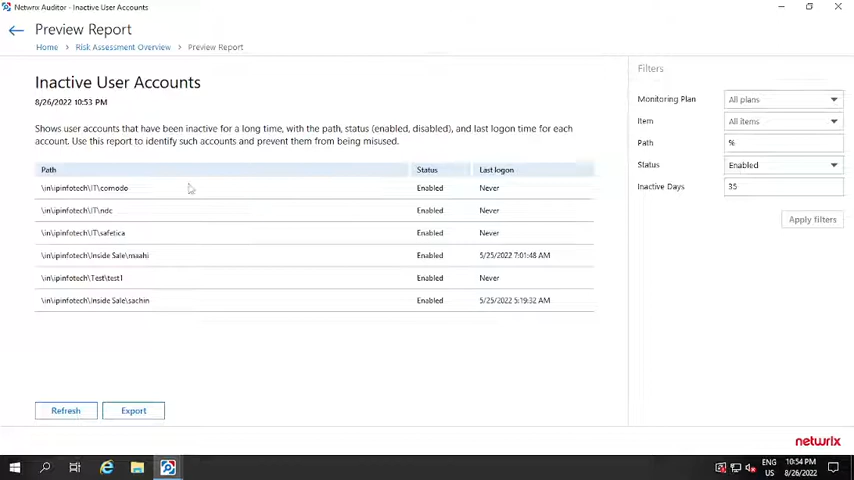 Netwrix Auditor - Inactive User Accounts
Preview Report
Home > Risk Assessment Overview > Preview Report
Inactive User Accounts
8/26/2022 10:53 PM
Shows user accounts that have been inactive for a long time, with the path, status (enabled, disabled), and last logon time for each
account. Use this report to identify such accounts and prevent them from being misused.
Path Status Last logon
\in\ipinfotech\IT\comodo Enabled Never
\in\ipinfotech\IT\ndc Enabled Never
\in\ipinfotech\IT\safetica Enabled Never
\in\ipinfotech\Inside Sale\maahi Enabled 5/25/2022 7:01:48 AM
\in\ipinfotech\Test\test1 Enabled Never
\in\ipinfotech\Inside Sale\sachin Enabled 5/25/2022 5:19:32 AM
Refresh Export
Filters
Monitoring Plan All plans
Item All items
Path %
Status Enabled
Inactive Days 35
Apply filters
netwrix
ENG 10:54 PM
US 8/26/2022